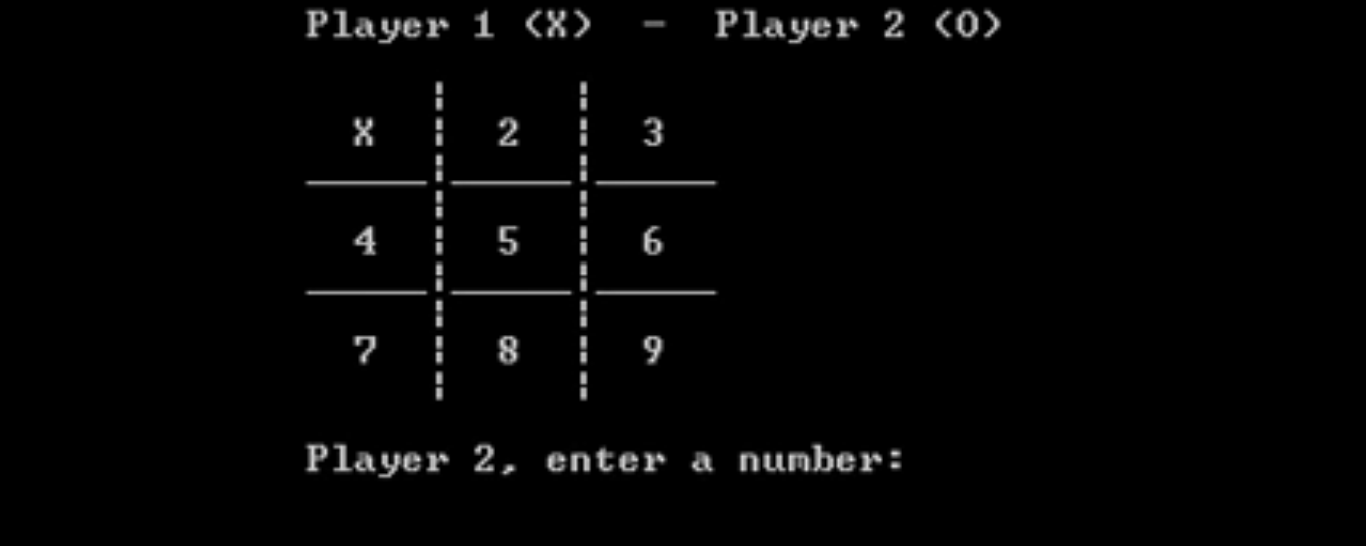 Player 1 (X)  -  Player 2 (O)
X 2 3
4 5 6
7 8 9
Player 2, enter a number: